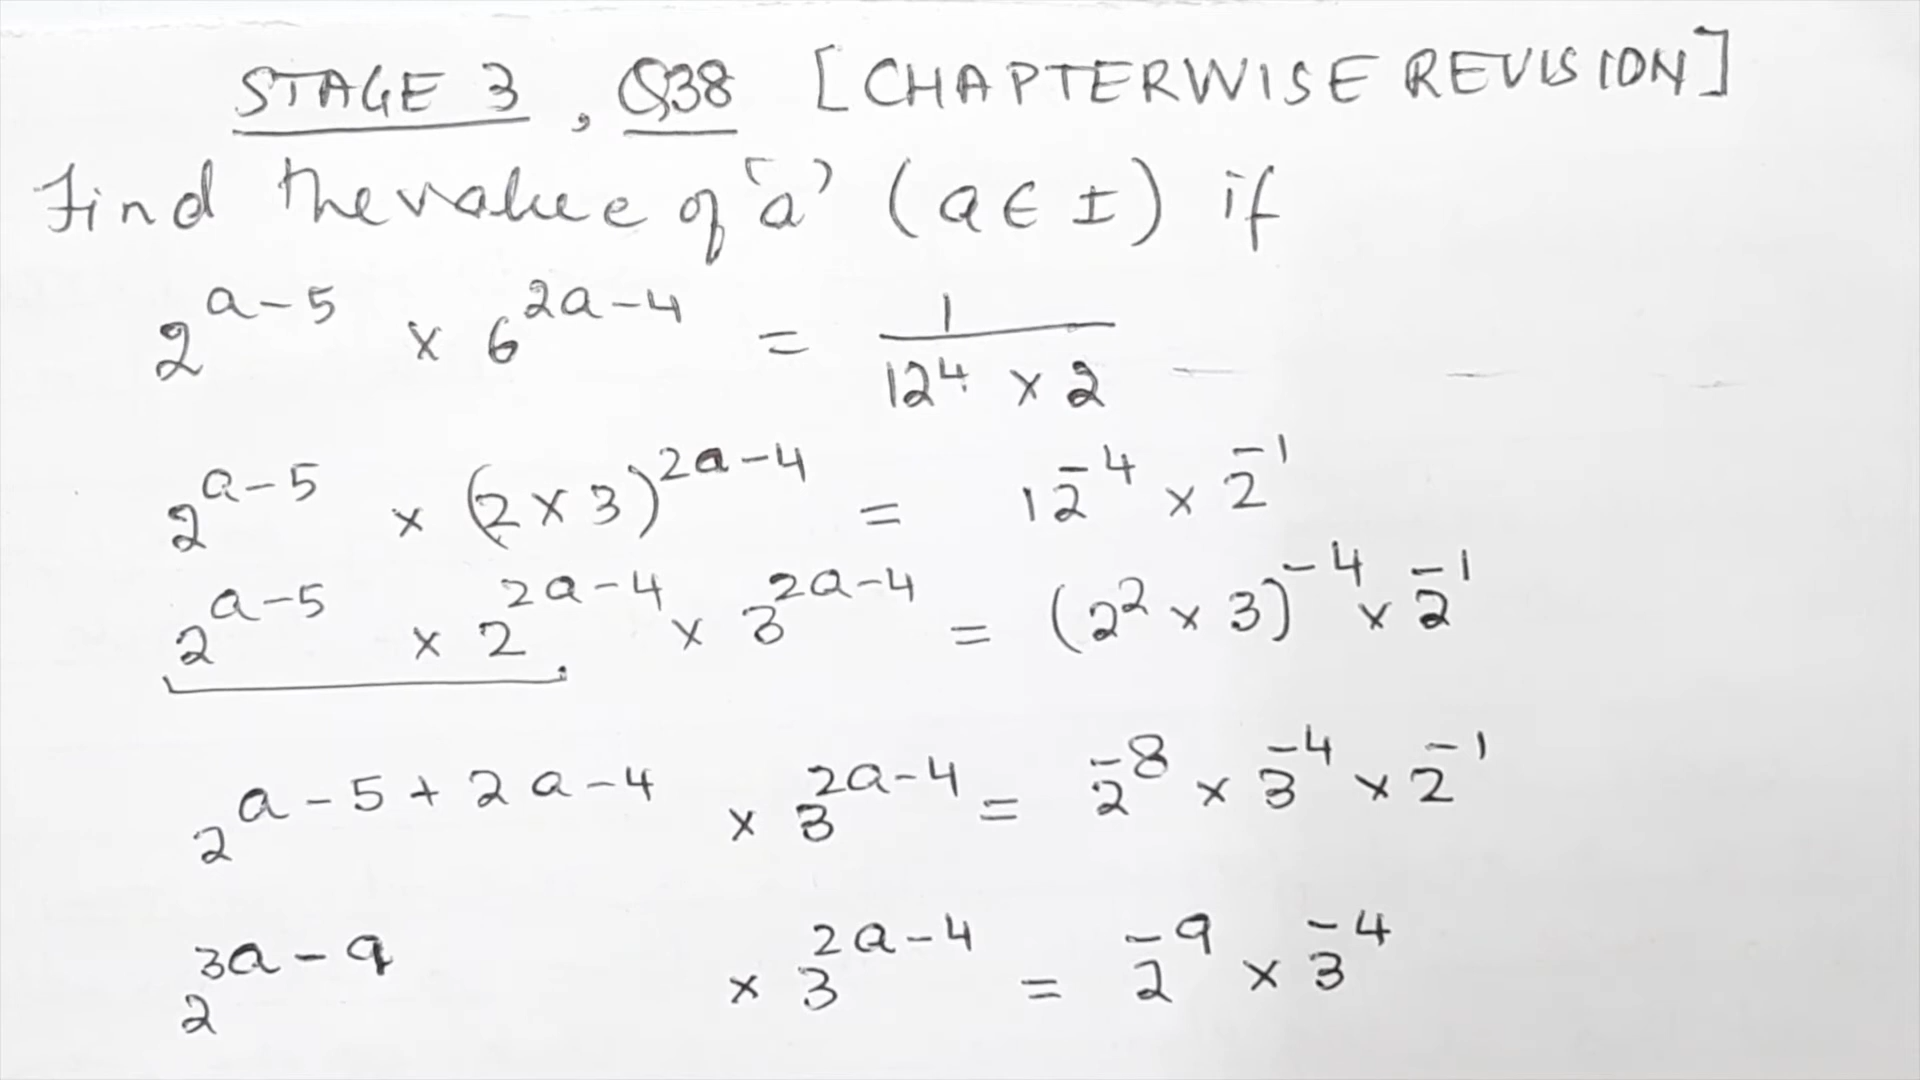 STAGE 3, Q38 [CHAPTERWISE REVISION]
Find the value of 'a' (a ∈ I) if
2^{a-5} × 6^{2a-4} = 1/(12^4 × 2)
2^{a-5} × (2×3)^{2a-4} = 12^{-4} × 2^{-1}
2^{a-5} × 2^{2a-4} × 3^{2a-4} = (2^2 × 3)^{-4} × 2^{-1}
2^{a-5+2a-4} × 3^{2a-4} = 2^{-8} × 3^{-4} × 2^{-1}
2^{3a-9} × 3^{2a-4} = 2^{-9} × 3^{-4}